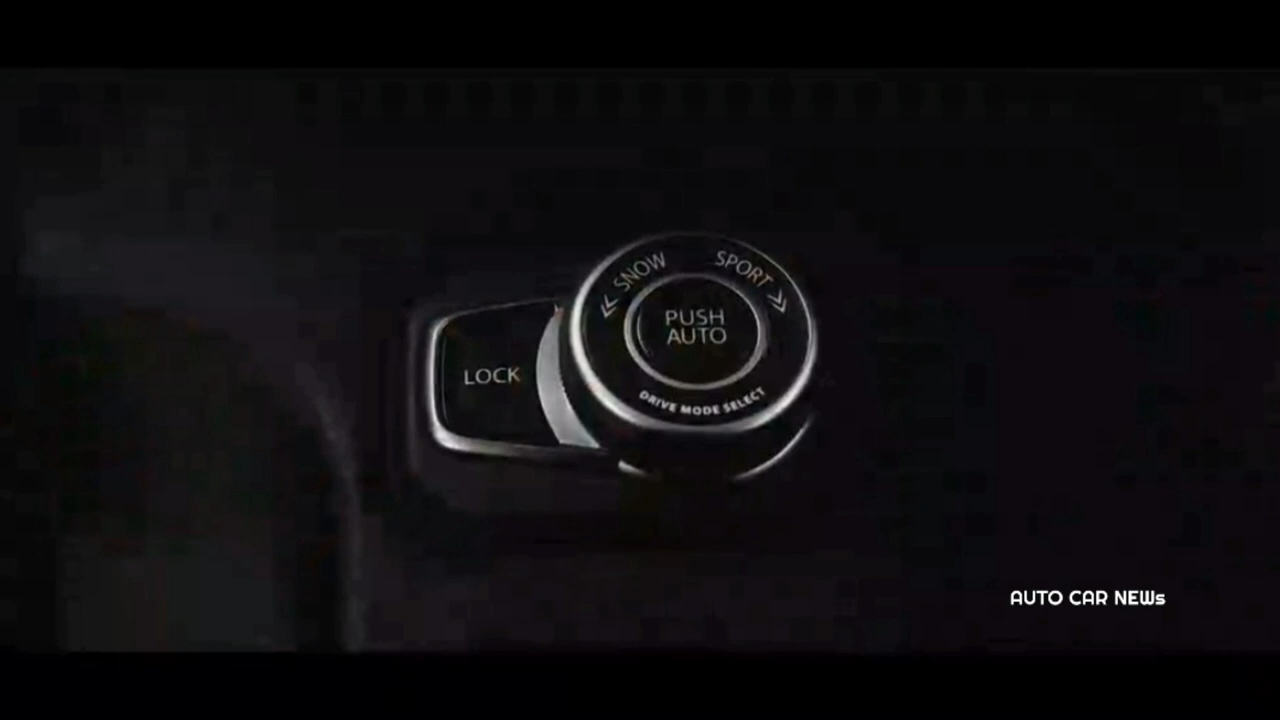 SNOW
SPORT
PUSH
AUTO
LOCK
DRIVE MODE SELECT
AUTO CAR NEWs